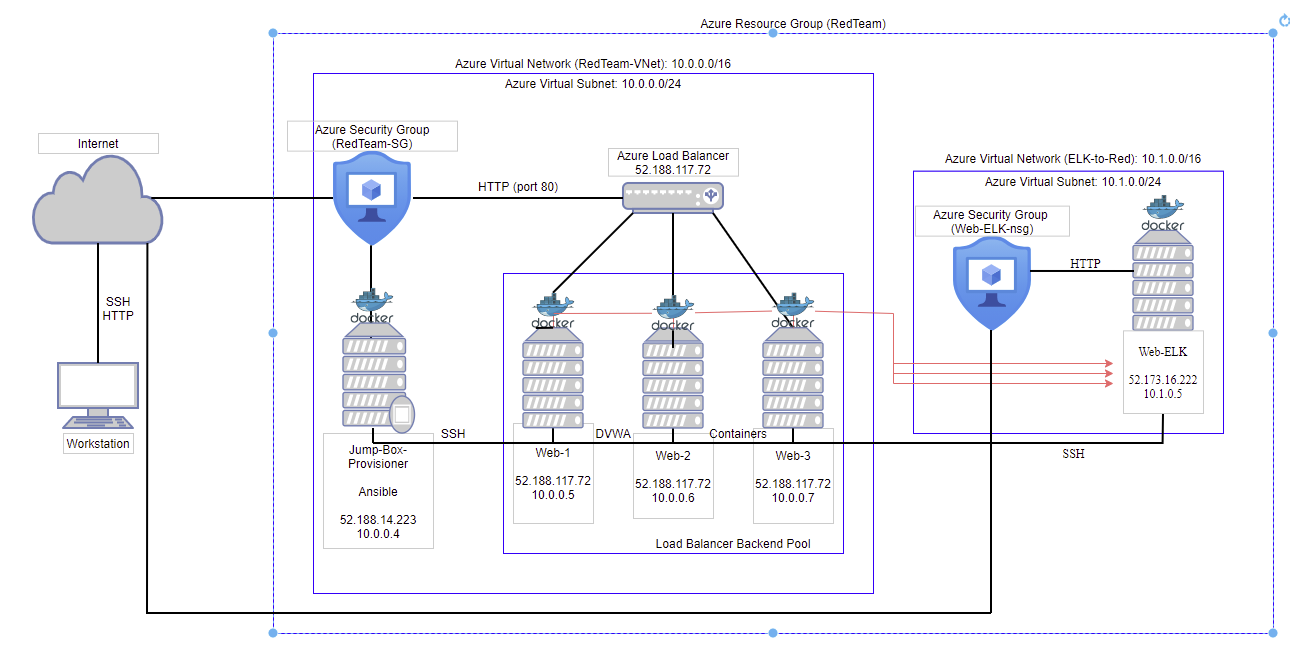 Azure Resource Group (RedTeam)
Azure Virtual Network (RedTeam-VNet): 10.0.0.0/16
Azure Virtual Subnet: 10.0.0.0/24
Internet
Azure Security Group
(RedTeam-SG)
HTTP (port 80)
Azure Load Balancer
52.188.117.72
Azure Virtual Network (ELK-to-Red): 10.1.0.0/16
Azure Virtual Subnet: 10.1.0.0/24
Azure Security Group
(Web-ELK-nsg)
docker
HTTP
SSH
HTTP
docker
docker
docker
docker
Web-ELK
52.173.16.222
10.1.0.5
Workstation
SSH
DVWA
Containers
SSH
Jump-Box-
Provisioner
Ansible
52.188.14.223
10.0.0.4
Web-1
52.188.117.72
10.0.0.5
Web-2
52.188.117.72
10.0.0.6
Web-3
52.188.117.72
10.0.0.7
Load Balancer Backend Pool